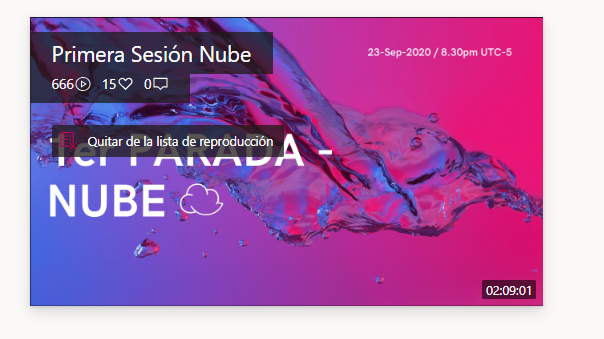 Primera Sesión Nube
23-Sep-2020 / 8.30pm UTC-5
666 15 0
Quitar de la lista de reproducción
1er PARADA -
NUBE
02:09:01